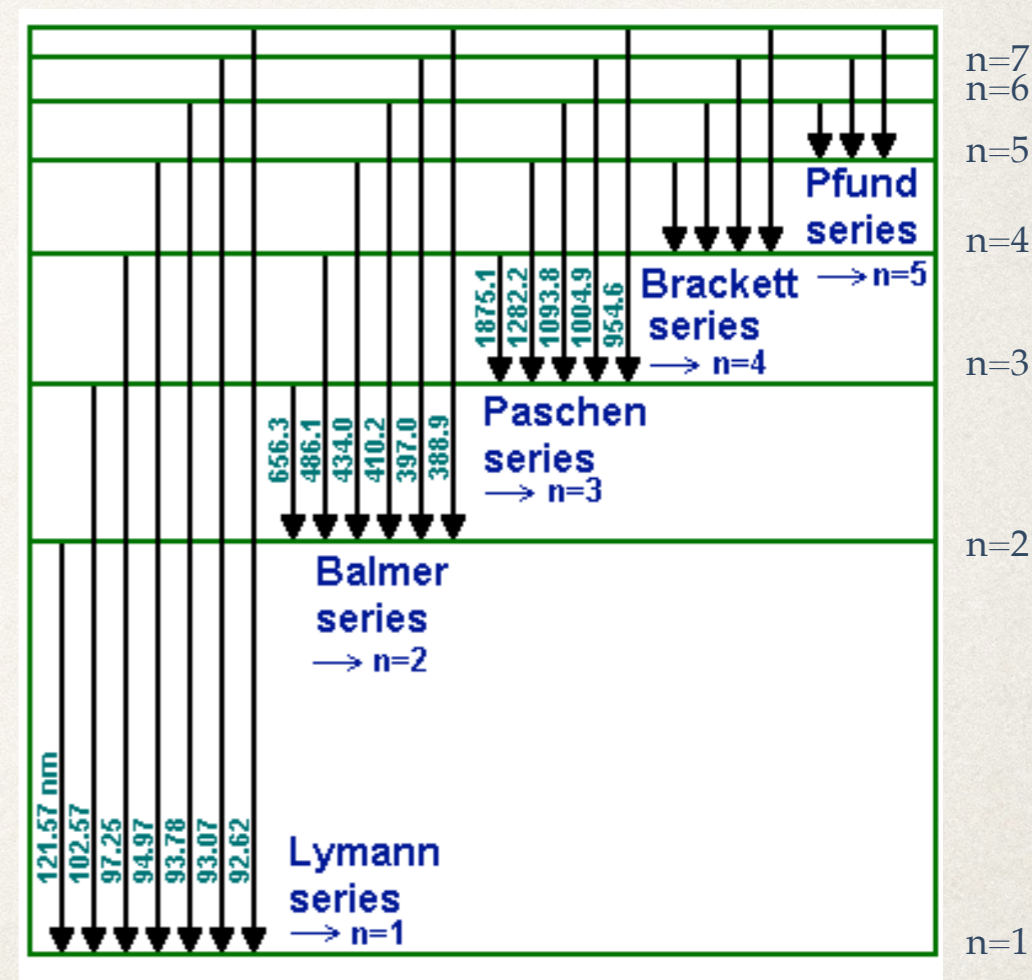 n=7
n=6
n=5
Pfund
series
→ n=5
n=4
1875.1
1282.2
1093.8
1004.9
954.6
Brackett
series
→ n=4
n=3
656.3
486.1
434.0
410.2
397.0
388.9
Paschen
series
→ n=3
n=2
Balmer
series
→ n=2
121.57 nm
102.57
97.25
94.97
93.78
93.07
92.62
Lymann
series
→ n=1
n=1